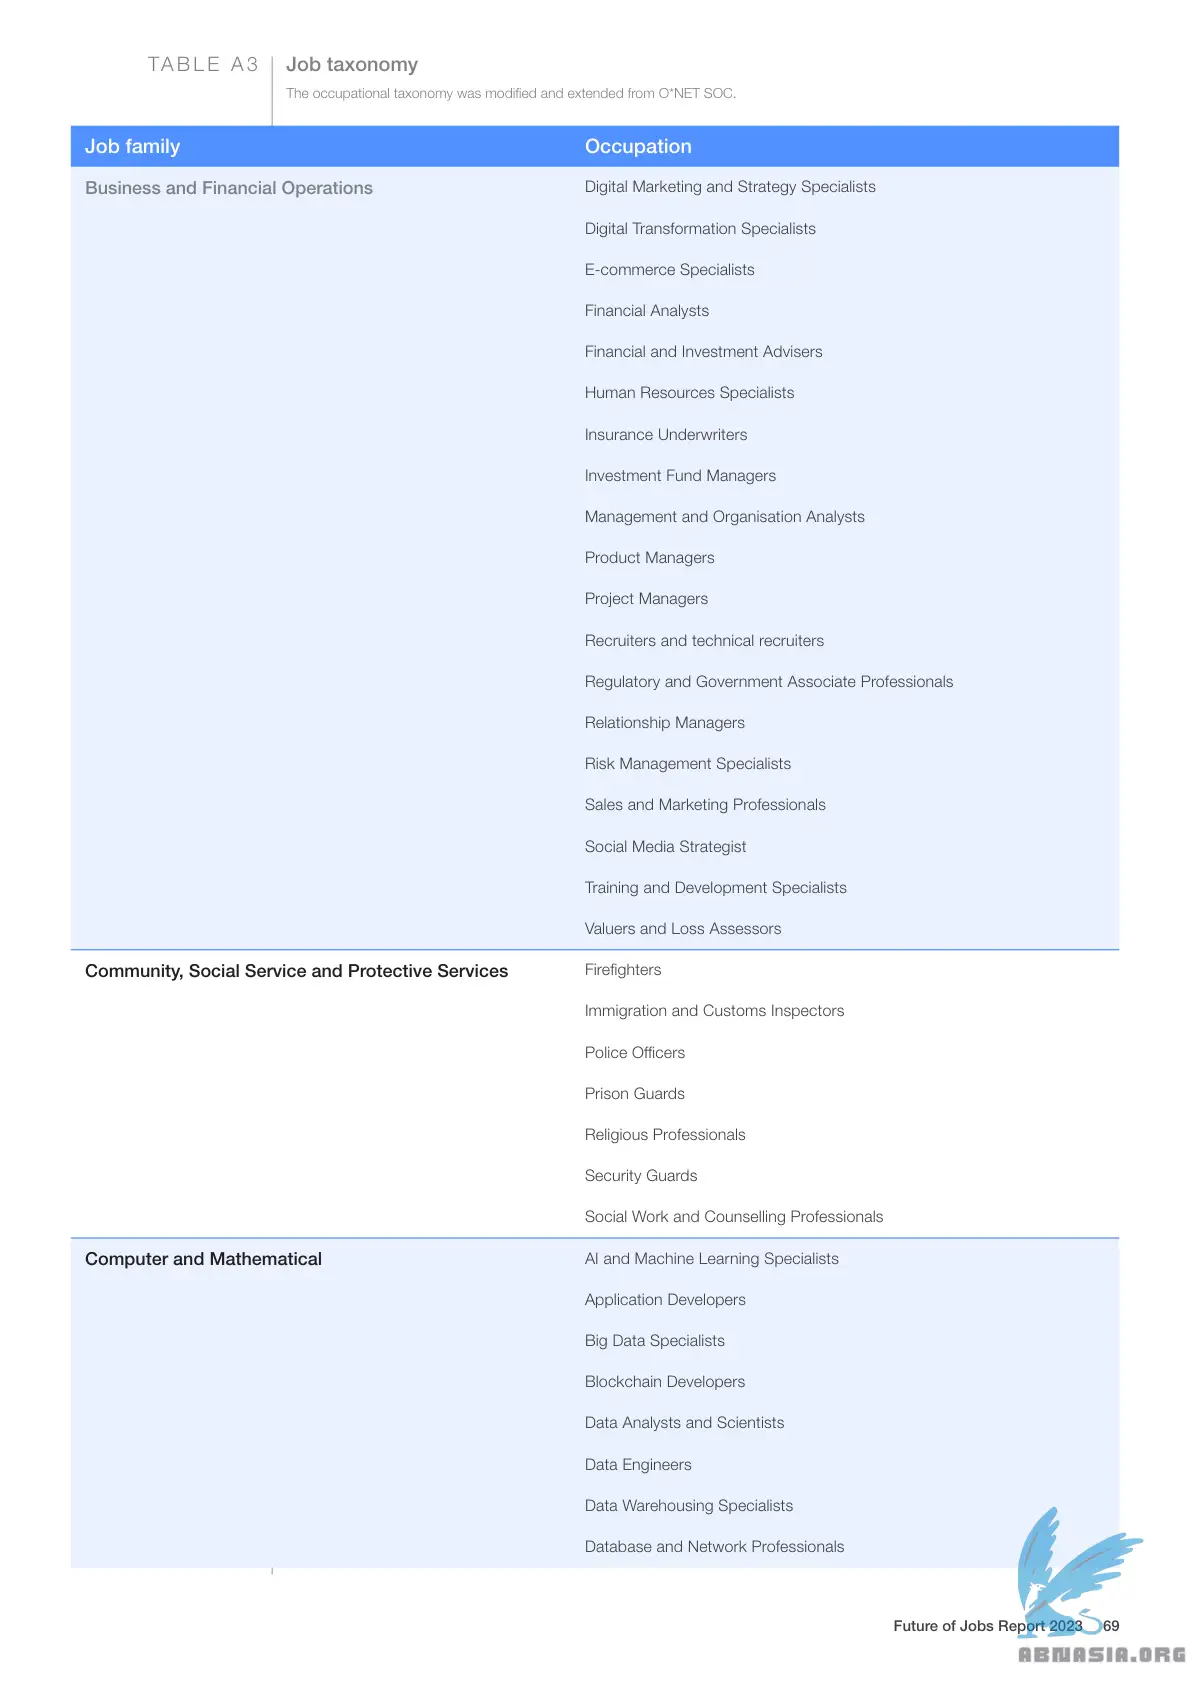 TABLE A3
Job taxonomy
The occupational taxonomy was modified and extended from O*NET SOC.
Job family
Occupation
Business and Financial Operations
Digital Marketing and Strategy Specialists
Digital Transformation Specialists
E-commerce Specialists
Financial Analysts
Financial and Investment Advisers
Human Resources Specialists
Insurance Underwriters
Investment Fund Managers
Management and Organisation Analysts
Product Managers
Project Managers
Recruiters and technical recruiters
Regulatory and Government Associate Professionals
Relationship Managers
Risk Management Specialists
Sales and Marketing Professionals
Social Media Strategist
Training and Development Specialists
Valuers and Loss Assessors
Community, Social Service and Protective Services
Firefighters
Immigration and Customs Inspectors
Police Officers
Prison Guards
Religious Professionals
Security Guards
Social Work and Counselling Professionals
Computer and Mathematical
AI and Machine Learning Specialists
Application Developers
Big Data Specialists
Blockchain Developers
Data Analysts and Scientists
Data Engineers
Data Warehousing Specialists
Database and Network Professionals
Future of Jobs Report 2023
69
ABNASIA.ORG